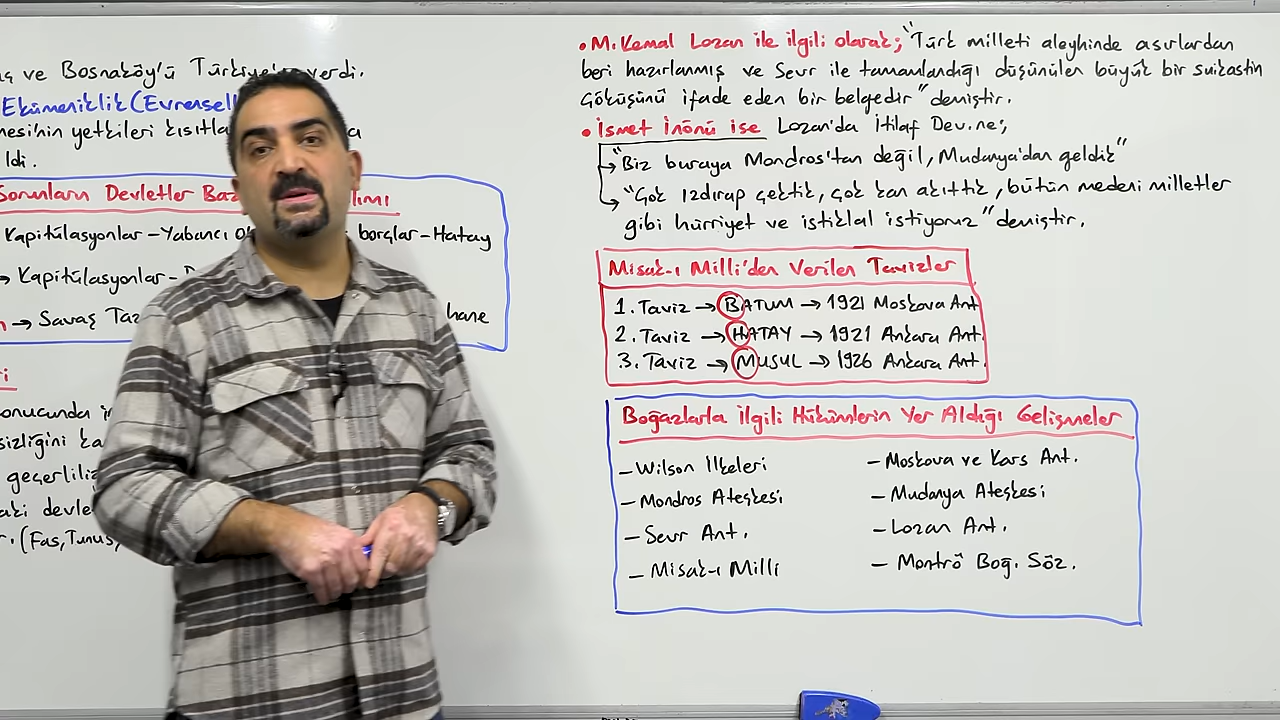 ve Bosnaköy'ü Türkiye'ye verdi.
Ekümeniklik (Evrensell
nesi'nin yetkileri kısıtla
ldi.
Sorunların Devletler Baz
ımı
Kapitülasyonlar - Yabancı borçlar - Hatay
→ Kapitülasyonlar -
→ Savaş Taz hane
ri
onucunda
sizliğini
geçerliliğ
aki devle
r. (Fas, Tunus,
• M. Kemal Lozan ile ilgili olarak; "Türk milleti aleyhinde asırlardan
beri hazırlanmış ve Sevr ile tamamlandığı düşünülen büyük bir suikastin
çöküşünü ifade eden bir belgedir" demiştir.
• İsmet İnönü ise Lozan'da İtilaf Dev.ne;
→ "Biz buraya Mondros'tan değil, Mudanya'dan geldik"
→ "Çok ızdırap çektik, çok kan akıttık, bütün medeni milletler
gibi hürriyet ve istiklal istiyoruz" demiştir.
Misak-ı Milli'den Verilen Tavizler
1. Taviz → BATUM → 1921 Moskova Ant
2. Taviz → HATAY → 1921 Ankara Ant.
3. Taviz → MUSUL → 1926 Ankara Ant.
Boğazlarla İlgili Hükümlerin Yer Aldığı Gelişmeler
- Wilson İlkeleri
- Mondros Ateşkesi
- Sevr Ant.
- Misak-ı Milli
- Moskova ve Kars Ant.
- Mudanya Ateşkesi
- Lozan Ant.
- Montrö Boğ. Söz.